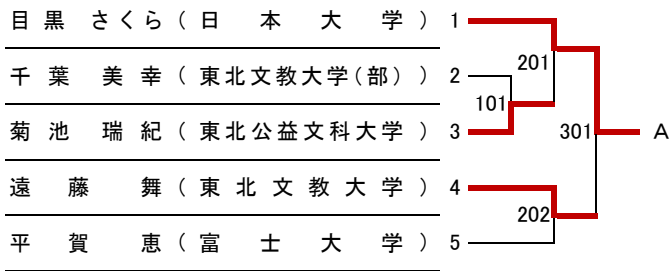 目黒 さくら ( 日 本 大 学 ) 1
201
千葉 美幸 ( 東北文教大学(部) ) 2
101
菊池 瑞紀 ( 東北公益文科大学 ) 3
301 A
遠藤 舞 ( 東北文教大学 ) 4
202
平賀 恵 ( 富士大学 ) 5